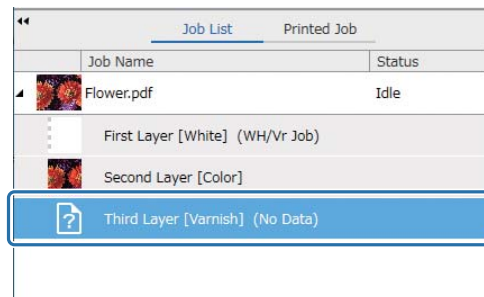 Job List Printed Job
Job Name Status
Flower.pdf Idle
First Layer [White] (WH/Vr Job)
Second Layer [Color]
Third Layer [Varnish] (No Data)